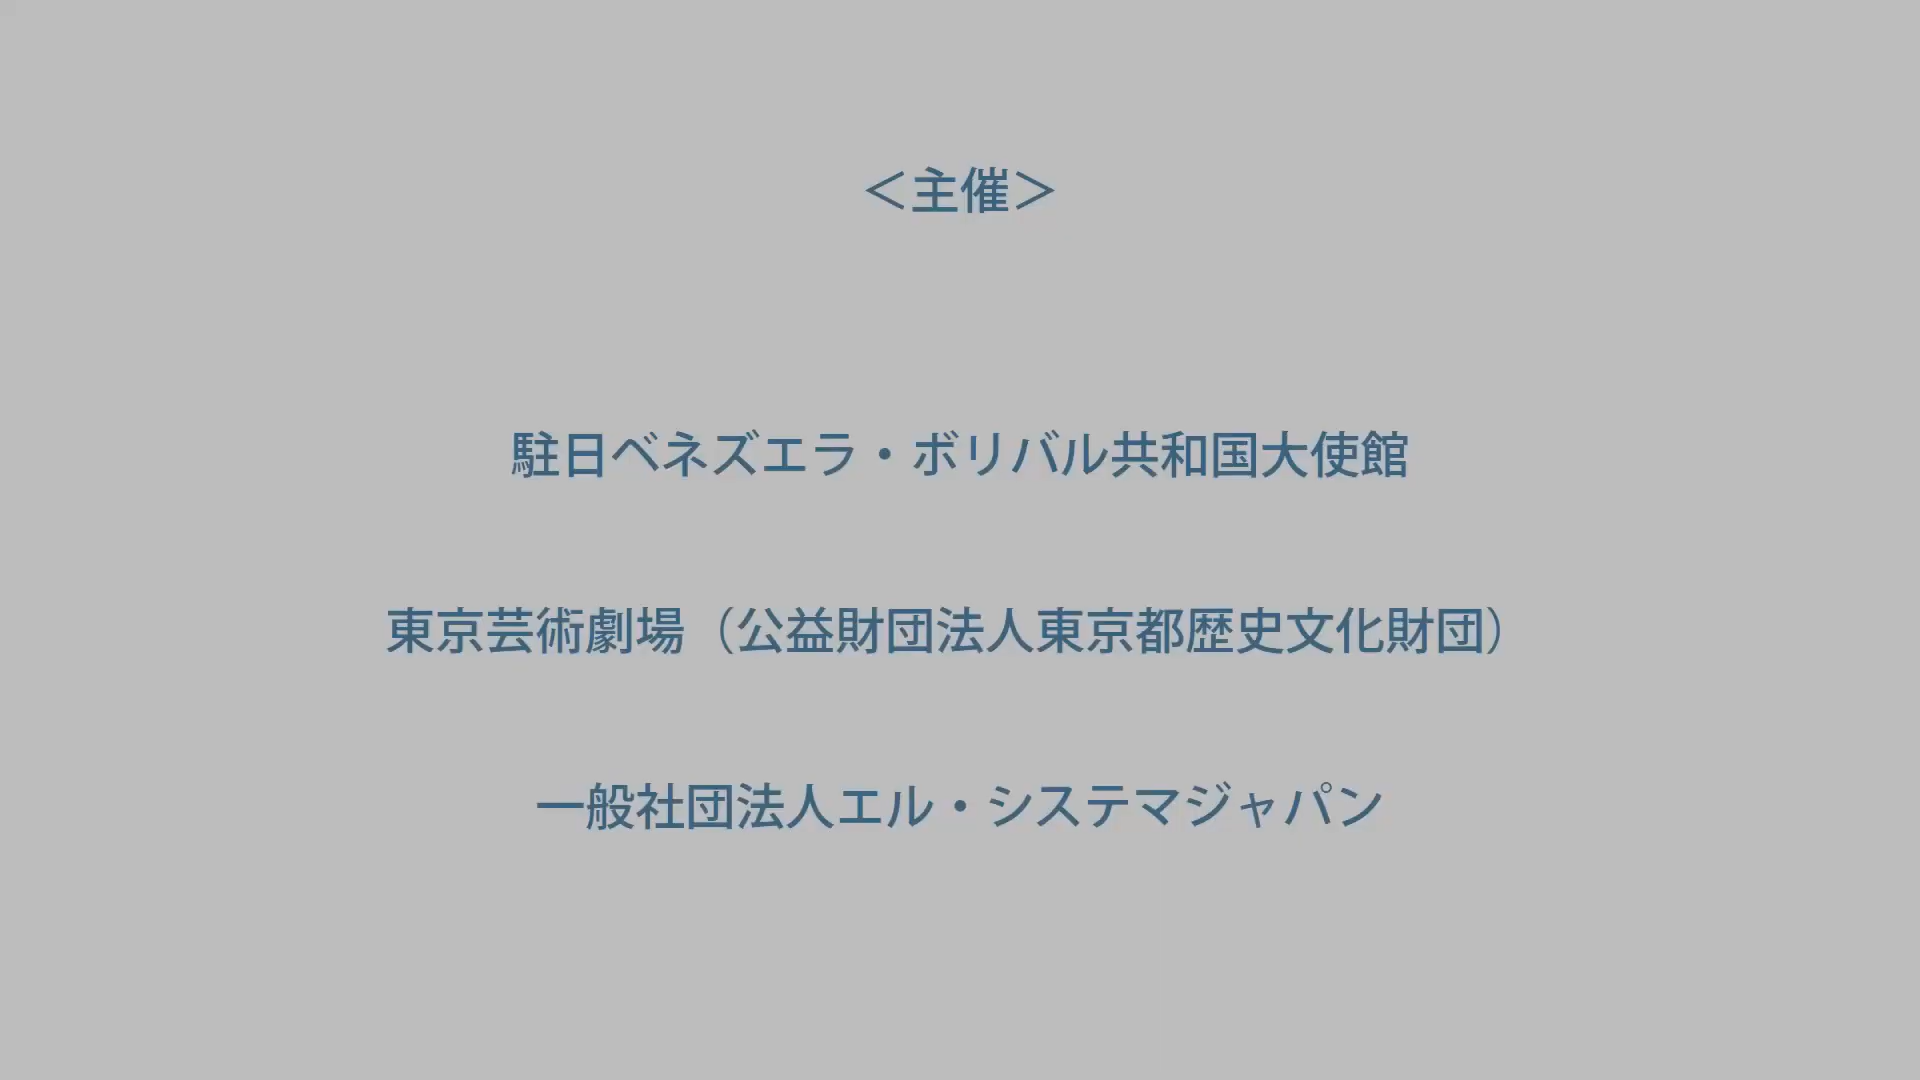 ＜主催＞
駐日ベネズエラ・ボリバル共和国大使館
東京芸術劇場（公益財団法人東京都歴史文化財団）
一般社団法人エル・システマジャパン